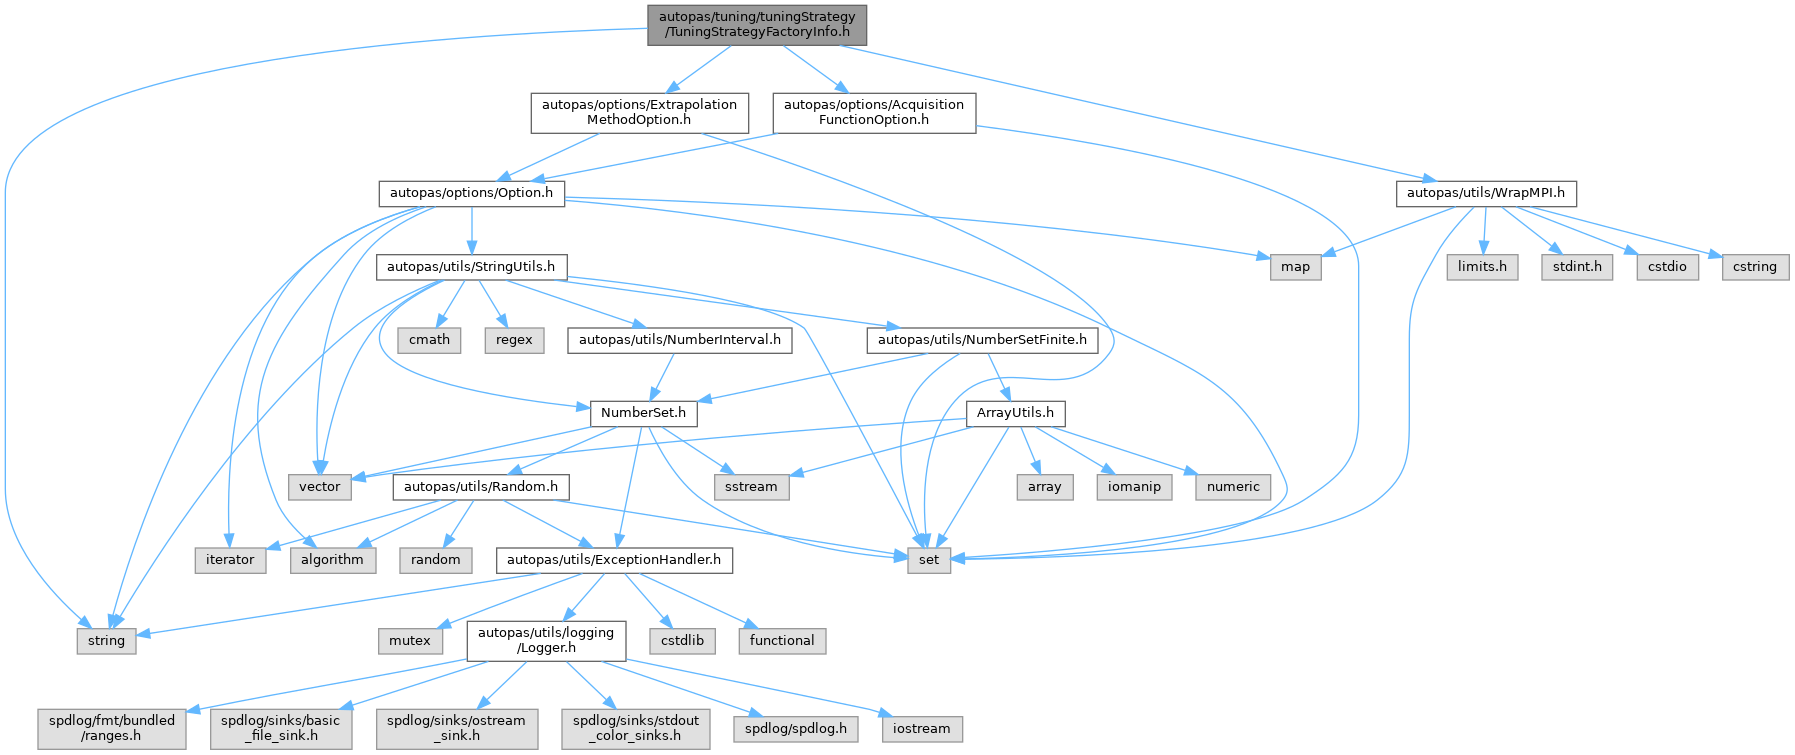 autopas/tuning/tuningStrategy
/TuningStrategyFactoryInfo.h
autopas/options/Extrapolation
MethodOption.h
autopas/options/Acquisition
FunctionOption.h
autopas/options/Option.h
autopas/utils/WrapMPI.h
autopas/utils/StringUtils.h
map
limits.h
stdint.h
cstdio
cstring
cmath
regex
autopas/utils/NumberInterval.h
autopas/utils/NumberSetFinite.h
NumberSet.h
ArrayUtils.h
vector
autopas/utils/Random.h
sstream
array
iomanip
numeric
iterator
algorithm
random
autopas/utils/ExceptionHandler.h
set
string
mutex
autopas/utils/logging
/Logger.h
cstdlib
functional
spdlog/fmt/bundled
/ranges.h
spdlog/sinks/basic
_file_sink.h
spdlog/sinks/ostream
_sink.h
spdlog/sinks/stdout
_color_sinks.h
spdlog/spdlog.h
iostream